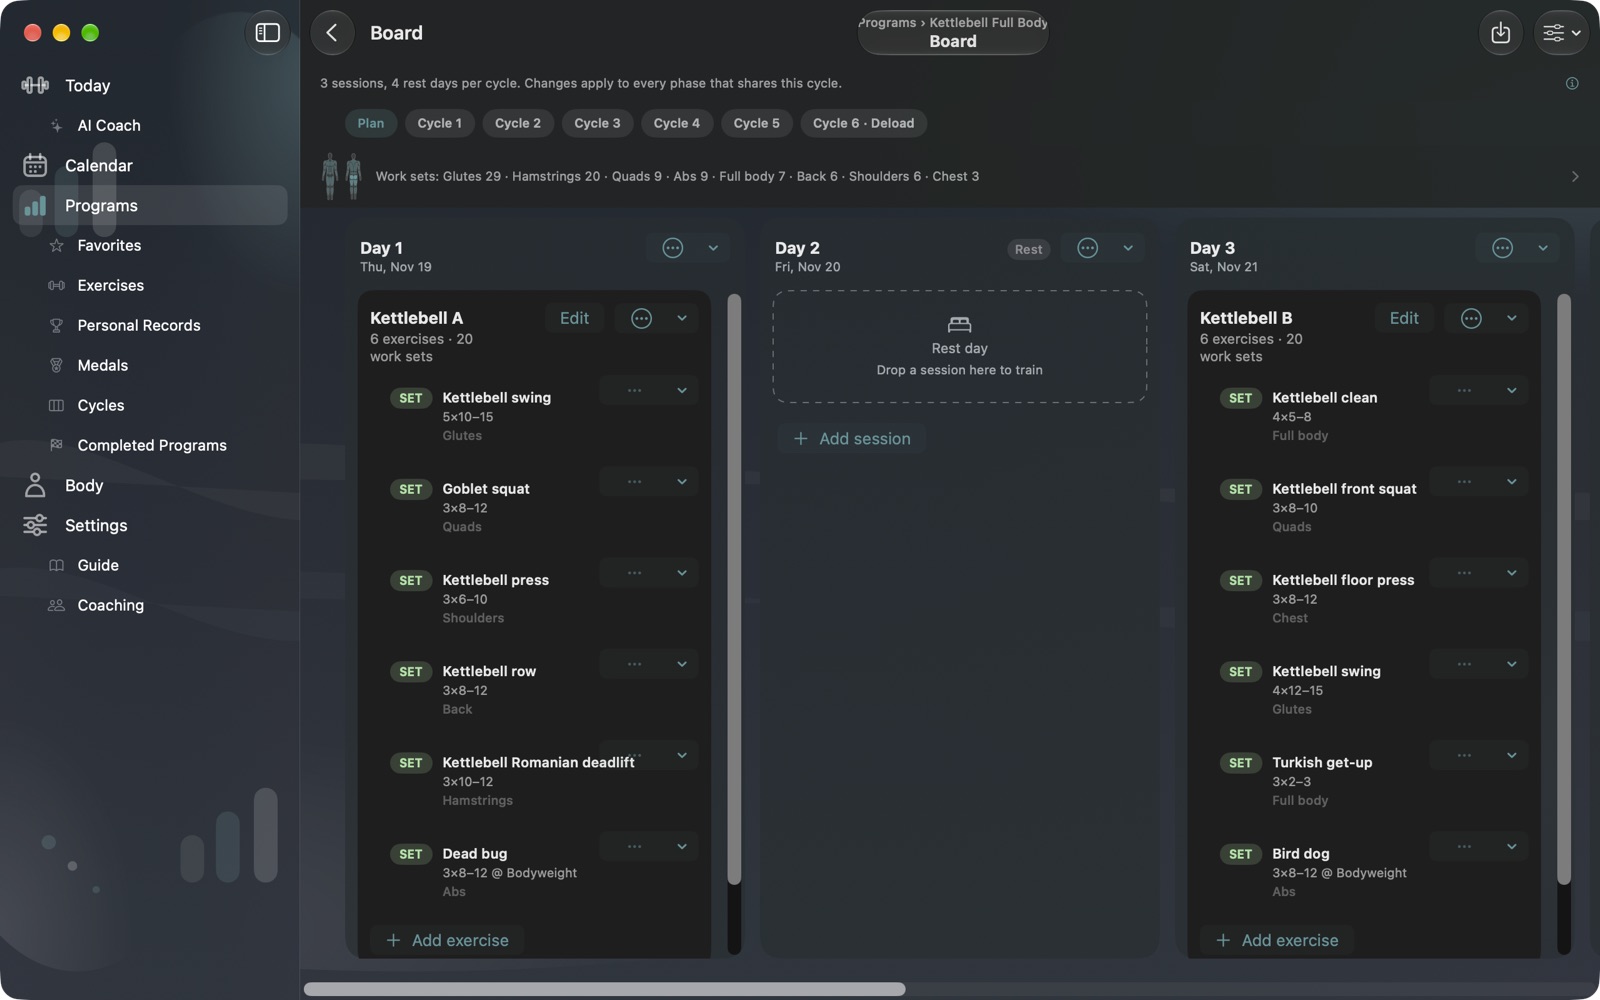 Board
Programs › Kettlebell Full Body
Board
Today
AI Coach
Calendar
Programs
Favorites
Exercises
Personal Records
Medals
Cycles
Completed Programs
Body
Settings
Guide
Coaching
3 sessions, 4 rest days per cycle. Changes apply to every phase that shares this cycle.
Plan
Cycle 1
Cycle 2
Cycle 3
Cycle 4
Cycle 5
Cycle 6 · Deload
Work sets: Glutes 29 · Hamstrings 20 · Quads 9 · Abs 9 · Full body 7 · Back 6 · Shoulders 6 · Chest 3
Day 1
Thu, Nov 19
Kettlebell A
Edit
6 exercises · 20
work sets
SET
Kettlebell swing
5×10–15
Glutes
SET
Goblet squat
3×8–12
Quads
SET
Kettlebell press
3×6–10
Shoulders
SET
Kettlebell row
3×8–12
Back
SET
Kettlebell Romanian deadlift
3×10–12
Hamstrings
SET
Dead bug
3×8–12 @ Bodyweight
Abs
Add exercise
Day 2
Rest
Fri, Nov 20
Rest day
Drop a session here to train
Add session
Day 3
Sat, Nov 21
Kettlebell B
Edit
6 exercises · 20
work sets
SET
Kettlebell clean
4×5–8
Full body
SET
Kettlebell front squat
3×8–10
Quads
SET
Kettlebell floor press
3×8–12
Chest
SET
Kettlebell swing
4×12–15
Glutes
SET
Turkish get-up
3×2–3
Full body
SET
Bird dog
3×8–12 @ Bodyweight
Abs
Add exercise